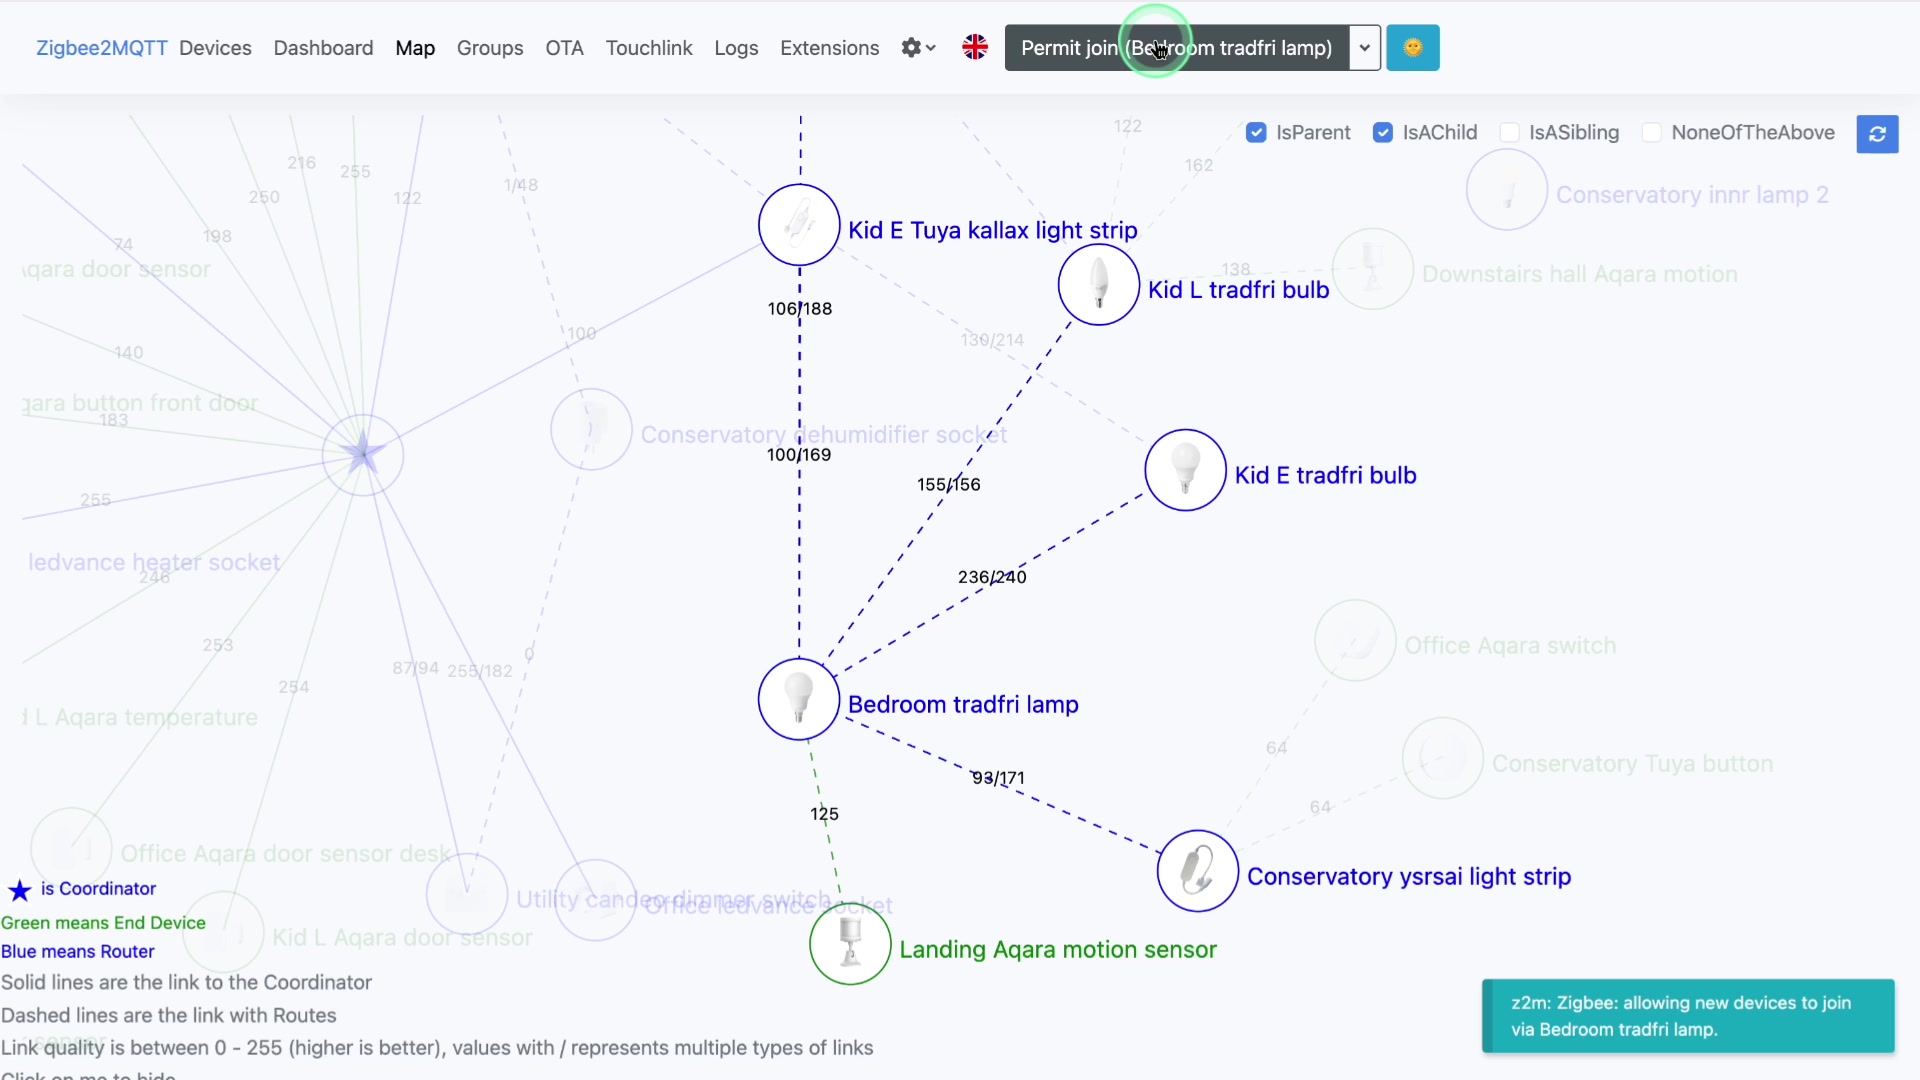 Zigbee2MQTT Devices Dashboard Map Groups OTA Touchlink Logs Extensions
Permit join (Bedroom tradfri lamp)
IsParent IsAChild IsASibling NoneOfTheAbove
122
162
216
255
250
122
198
74
1/48
Conservatory innr lamp 2
Kid E Tuya kallax light strip
Aqara door sensor
138
Downstairs hall Aqara motion
Kid L tradfri bulb
106/188
100
130/214
140
button front door
183
Conservatory dehumidifier socket
100/169
155/156
Kid E tradfri bulb
255
ledvance heater socket
246
236/240
253
87/94
255/182
0
254
Office Aqara switch
L Aqara temperature
Bedroom tradfri lamp
64
Conservatory Tuya button
93/171
64
125
Office Aqara door sensor desk
Conservatory ysrsai light strip
is Coordinator
Utility candeo dimmer switch
Office ledvance socket
Green means End Device
Kid L Aqara door sensor
Landing Aqara motion sensor
Blue means Router
Solid lines are the link to the Coordinator
Dashed lines are the link with Routes
sensor
Link quality is between 0 - 255 (higher is better), values with / represents multiple types of links
Click on me to hide
z2m: Zigbee: allowing new devices to join
via Bedroom tradfri lamp.